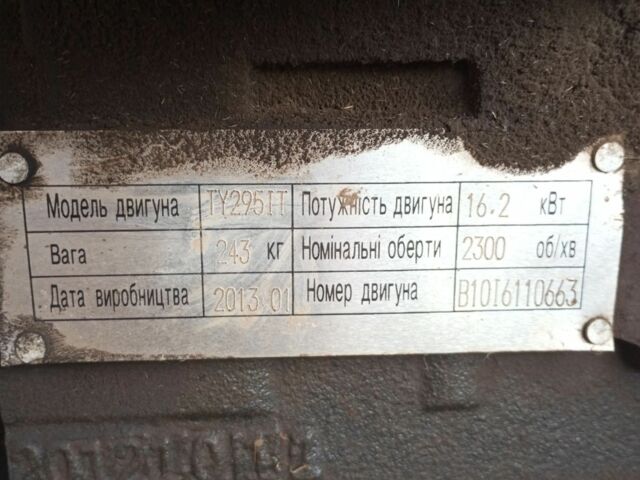 Модель двигуна TY295IT Потужність двигуна 16.2 кВт
Вага 243 кг Номінальні оберти 2300 об/хв
Дата виробництва 2013 01 Номер двигуна B10I6110663